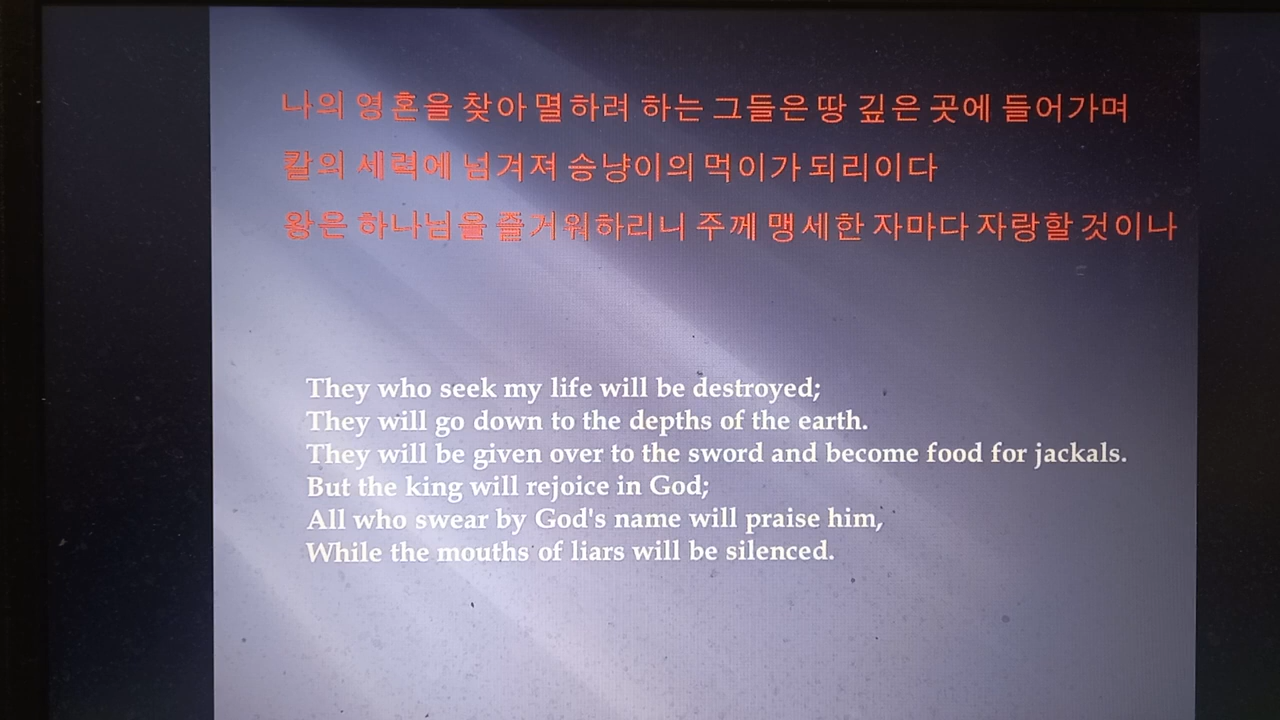 나의 영혼을 찾아 멸하려 하는 그들은 땅 깊은 곳에 들어가며
칼의 세력에 넘겨져 승냥이의 먹이가 되리이다
왕은 하나님을 즐거워하리니 주께 맹세한 자마다 자랑할 것이나
They who seek my life will be destroyed;
They will go down to the depths of the earth.
They will be given over to the sword and become food for jackals.
But the king will rejoice in God;
All who swear by God's name will praise him,
While the mouths of liars will be silenced.